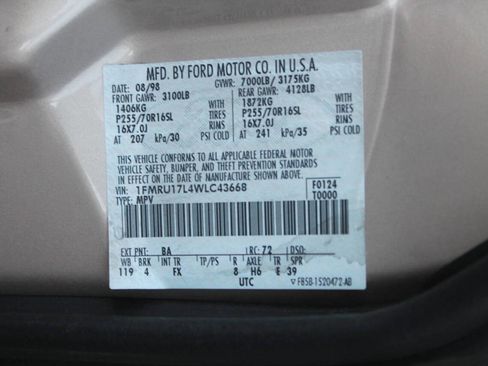 MFD. BY FORD MOTOR CO. IN U.S.A.
DATE: 08/98 GVWR: 7000LB/ 3175KG
FRONT GAWR: 3100LB REAR GAWR: 4128LB
1406KG WITH 1872KG WITH
P255/70R16SL TIRES P255/70R16SL TIRES
16X7.0J RIMS 16X7.0J RIMS
AT 207 kPa/30 PSI COLD AT 241 kPa/35 PSI COLD
THIS VEHICLE CONFORMS TO ALL APPLICABLE FEDERAL MOTOR
VEHICLE SAFETY, BUMPER, AND THEFT PREVENTION STANDARDS
IN EFFECT ON THE DATE OF MANUFACTURE SHOWN ABOVE.
VIN: 1FMRU17L4WLC43668 F0124
TYPE: MPV T0000
EXT PNT: BA RC: 72 DSO:
WB BRK INT TR TP/PS R AXLE TR SPR
119 4 FX 8 H6 E 39
UTC ▽F85B-1520472-AB